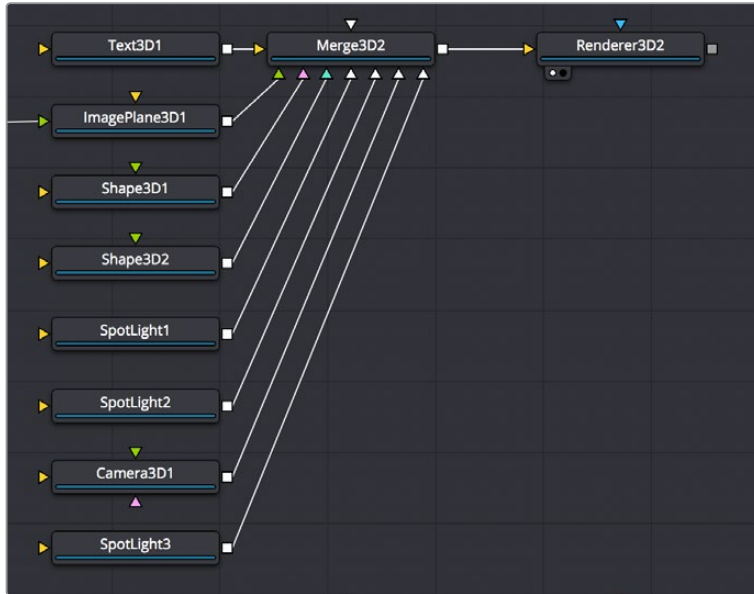 Text3D1
Merge3D2
Renderer3D2
ImagePlane3D1
Shape3D1
Shape3D2
SpotLight1
SpotLight2
Camera3D1
SpotLight3